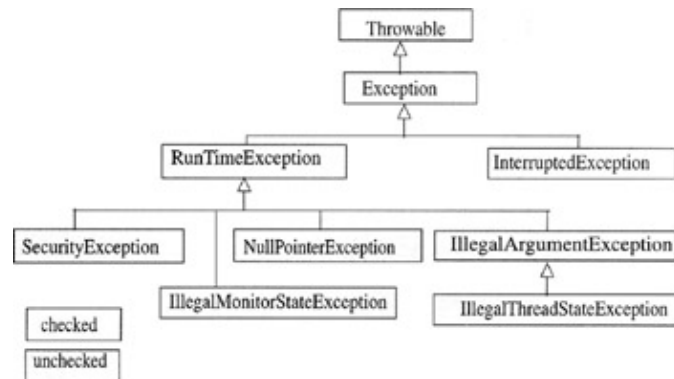 Throwable
Exception
RunTimeException
InterruptedException
SecurityException
NullPointerException
IllegalArgumentException
IllegalMonitorStateException
IllegalThreadStateException
checked
unchecked